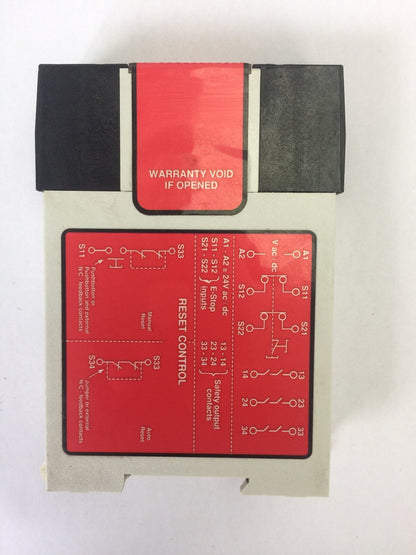 WARRANTY VOID
IF OPENED
A1 S11 S21 13 23 33
V ac dc
A2 S12 S22 14 24 34
A1 - A2 = 24V ac dc
S11 - S12 } E-Stop
S21 - S22 } inputs
13 - 14
23 - 24
33 - 34
Safety output
contacts
RESET CONTROL
S33
S11
Manual
Reset
Pushbutton or
Pushbutton and external
N.C. feedback contacts
S33
S34
Auto
Reset
Jumper or external
N.C. feedback contacts